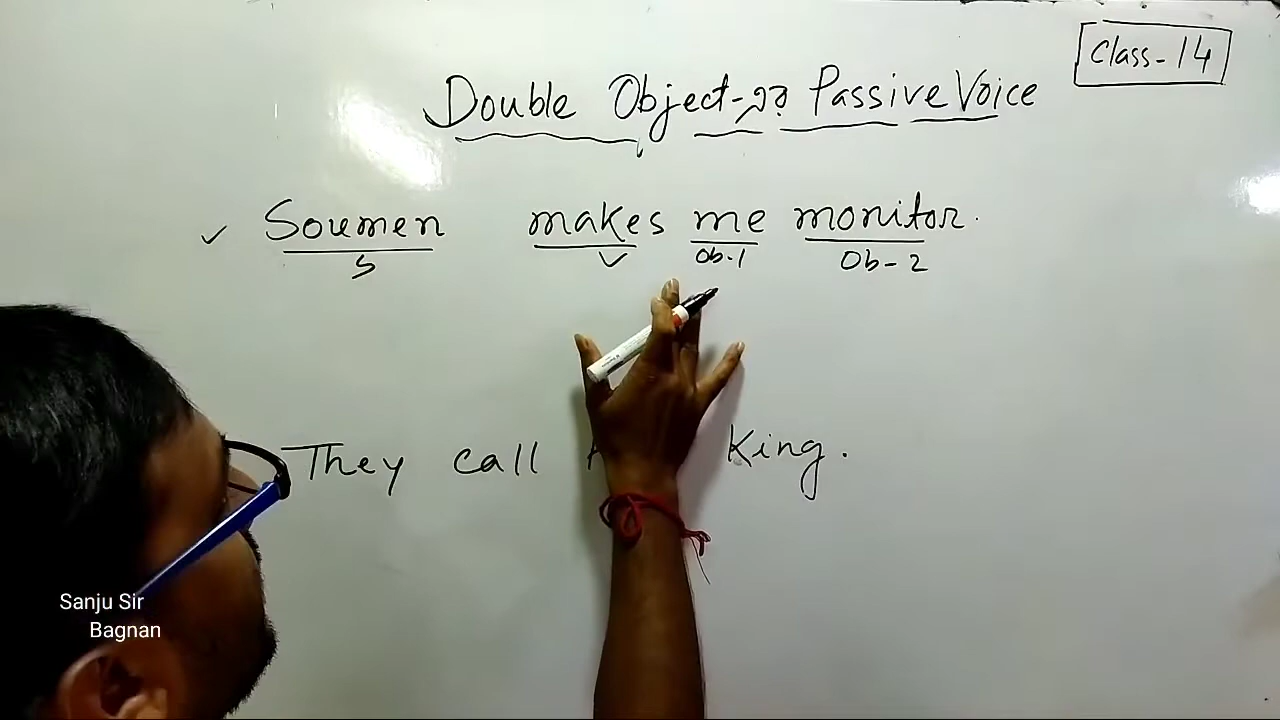 Class-14
Double Object-এর Passive Voice
✓ Soumen makes me monitor.
S V Ob-1 Ob-2
They call King.
Sanju Sir
Bagnan